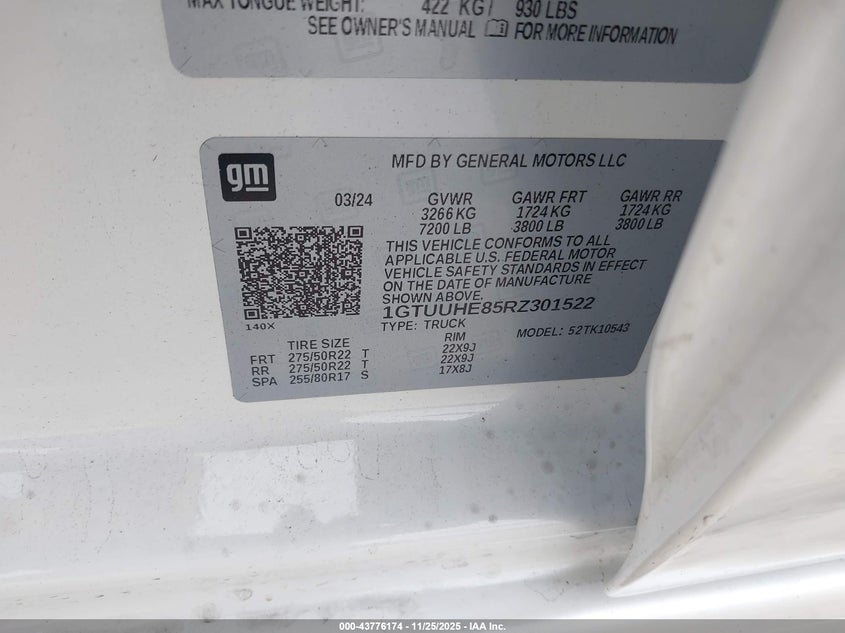 MAX TONGUE WEIGHT: 422 KG / 930 LBS
SEE OWNER'S MANUAL FOR MORE INFORMATION
gm
MFD BY GENERAL MOTORS LLC
03/24 GVWR GAWR FRT GAWR RR
3266 KG 1724 KG 1724 KG
7200 LB 3800 LB 3800 LB
THIS VEHICLE CONFORMS TO ALL
APPLICABLE U.S. FEDERAL MOTOR
VEHICLE SAFETY STANDARDS IN EFFECT
ON THE DATE OF MANUFACTURE
SHOWN ABOVE.
1GTUUHE85RZ301522
TYPE: TRUCK MODEL: 52TK10543
140X
TIRE SIZE RIM
FRT 275/50R22 T 22X9J
RR 275/50R22 T 22X9J
SPA 255/80R17 S 17X8J
000-43776174 - 11/25/2025 - IAA Inc.